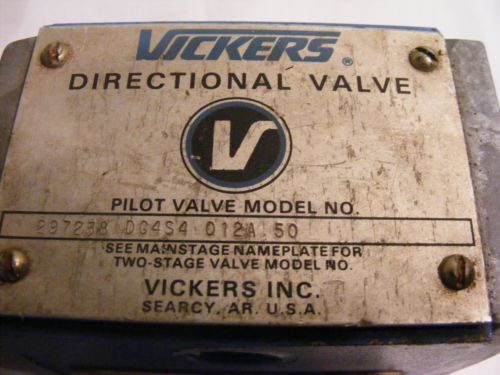 VICKERS®
DIRECTIONAL VALVE
V
PILOT VALVE MODEL NO.
297238 DG4S4 012A 50
SEE MAINSTAGE NAMEPLATE FOR
TWO-STAGE VALVE MODEL NO.
VICKERS INC.
SEARCY, AR. U.S.A.